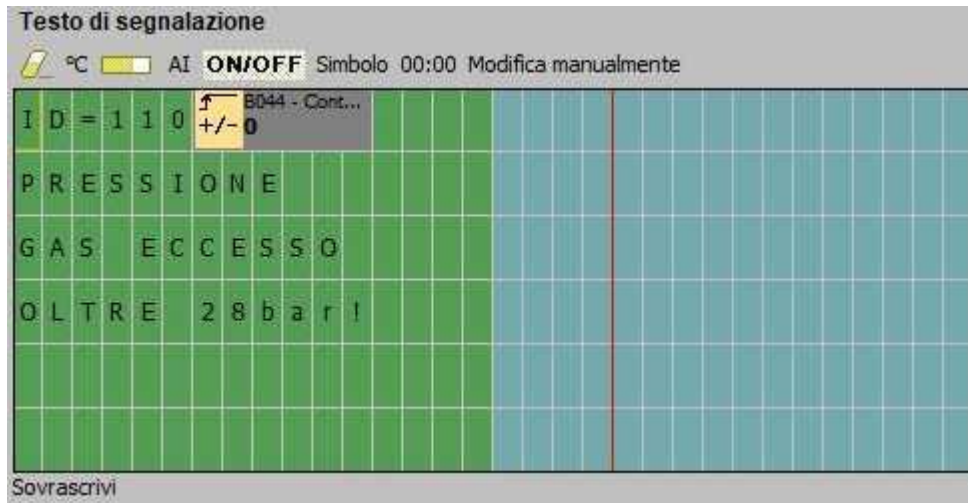 Testo di segnalazione
°C AI ON/OFF Simbolo 00:00 Modifica manualmente
ID=110 +/- B044 - Cont... 0
PRESSIONE
GAS ECCESSO
OLTRE 28bar!
Sovrascrivi